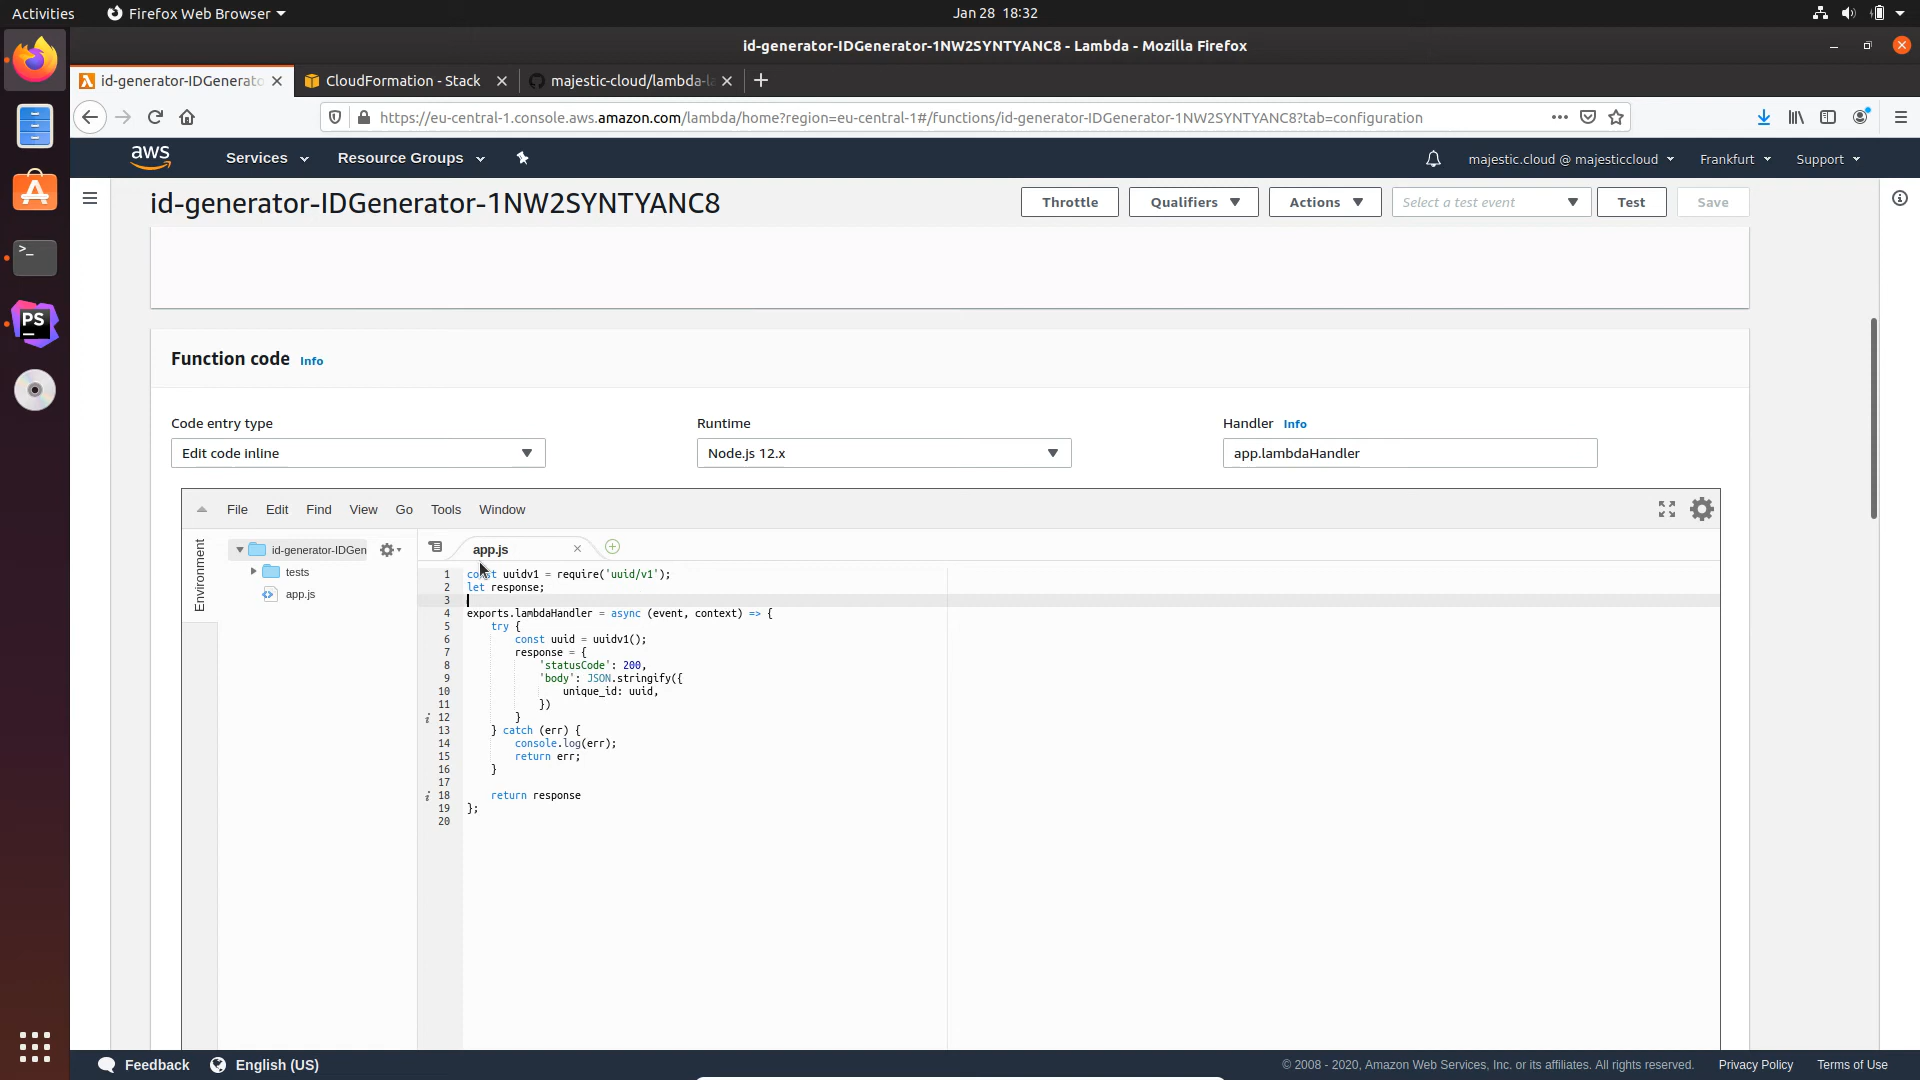 Activities Firefox Web Browser Jan 28 18:32
id-generator-IDGenerator-1NW2SYNTYANC8 - Lambda - Mozilla Firefox
id-generator-IDGenerato CloudFormation - Stack majestic-cloud/lambda-la
https://eu-central-1.console.aws.amazon.com/lambda/home?region=eu-central-1#/functions/id-generator-IDGenerator-1NW2SYNTYANC8?tab=configuration
aws Services Resource Groups majestic.cloud @ majesticcloud Frankfurt Support
id-generator-IDGenerator-1NW2SYNTYANC8 Throttle Qualifiers Actions Select a test event Test Save
Function code Info
Code entry type Runtime Handler Info
Edit code inline Node.js 12.x app.lambdaHandler
File Edit Find View Go Tools Window
Environment
id-generator-IDGen app.js
tests
app.js
1 const uuidv1 = require('uuid/v1');
2 let response;
3
4 exports.lambdaHandler = async (event, context) => {
5 try {
6 const uuid = uuidv1();
7 response = {
8 'statusCode': 200,
9 'body': JSON.stringify({
10 unique_id: uuid,
11 })
i 12 }
13 } catch (err) {
14 console.log(err);
15 return err;
16 }
17
i 18 return response
19 };
20
PS
Feedback English (US) © 2008 - 2020, Amazon Web Services, Inc. or its affiliates. All rights reserved. Privacy Policy Terms of Use